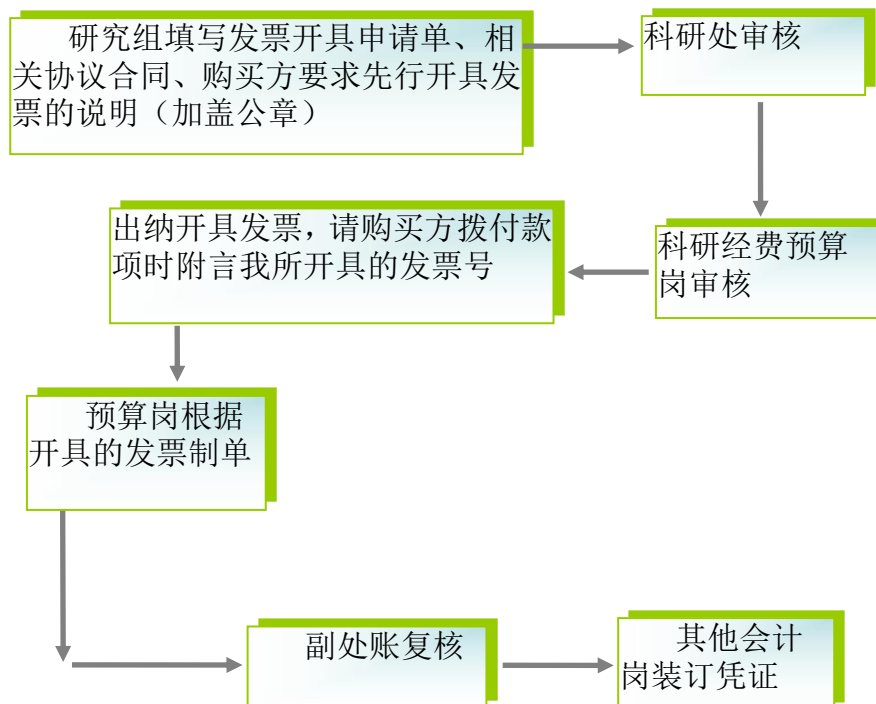 研究组填写发票开具申请单、相
关协议合同、购买方要求先行开具发
票的说明（加盖公章）
科研处审核
科研经费预算
岗审核
出纳开具发票，请购买方拨付款
项时附言我所开具的发票号
预算岗根据
开具的发票制单
副处账复核
其他会计
岗装订凭证